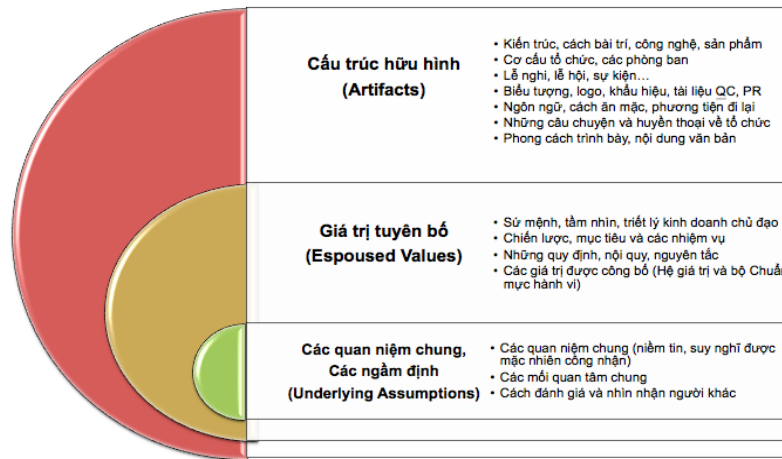 Cấu trúc hữu hình
(Artifacts)
• Kiến trúc, cách bài trí, công nghệ, sản phẩm
• Cơ cấu tổ chức, các phòng ban
• Lễ nghi, lễ hội, sự kiện...
• Biểu tượng, logo, khẩu hiệu, tài liệu QC, PR
• Ngôn ngữ, cách ăn mặc, phương tiện đi lại
• Những câu chuyện và huyền thoại về tổ chức
• Phong cách trình bày, nội dung văn bản
Giá trị tuyên bố
(Espoused Values)
• Sứ mệnh, tầm nhìn, triết lý kinh doanh chủ đạo
• Chiến lược, mục tiêu và các nhiệm vụ
• Những quy định, nội quy, nguyên tắc
• Các giá trị được công bố (Hệ giá trị và bộ Chuẩn
mực hành vi)
Các quan niệm chung,
Các ngầm định
(Underlying Assumptions)
• Các quan niệm chung (niềm tin, suy nghĩ được
mặc nhiên công nhận)
• Các mối quan tâm chung
• Cách đánh giá và nhìn nhận người khác